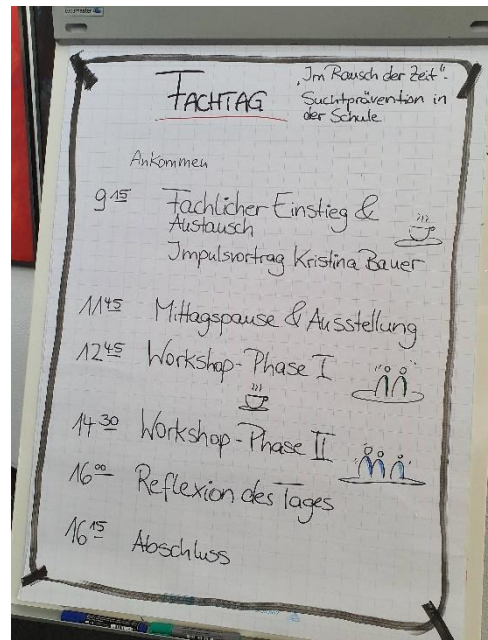 FACHTAG
„Im Rausch der Zeit“-
Suchtprävention in
der Schule
Ankommen
9 15 Fachlicher Einstieg &
Austausch
Impulsvortrag Kristina Bauer
11 45 Mittagspause & Ausstellung
12 45 Workshop-Phase I
14 30 Workshop-Phase II
16 00 Reflexion des Tages
16 15 Abschluss